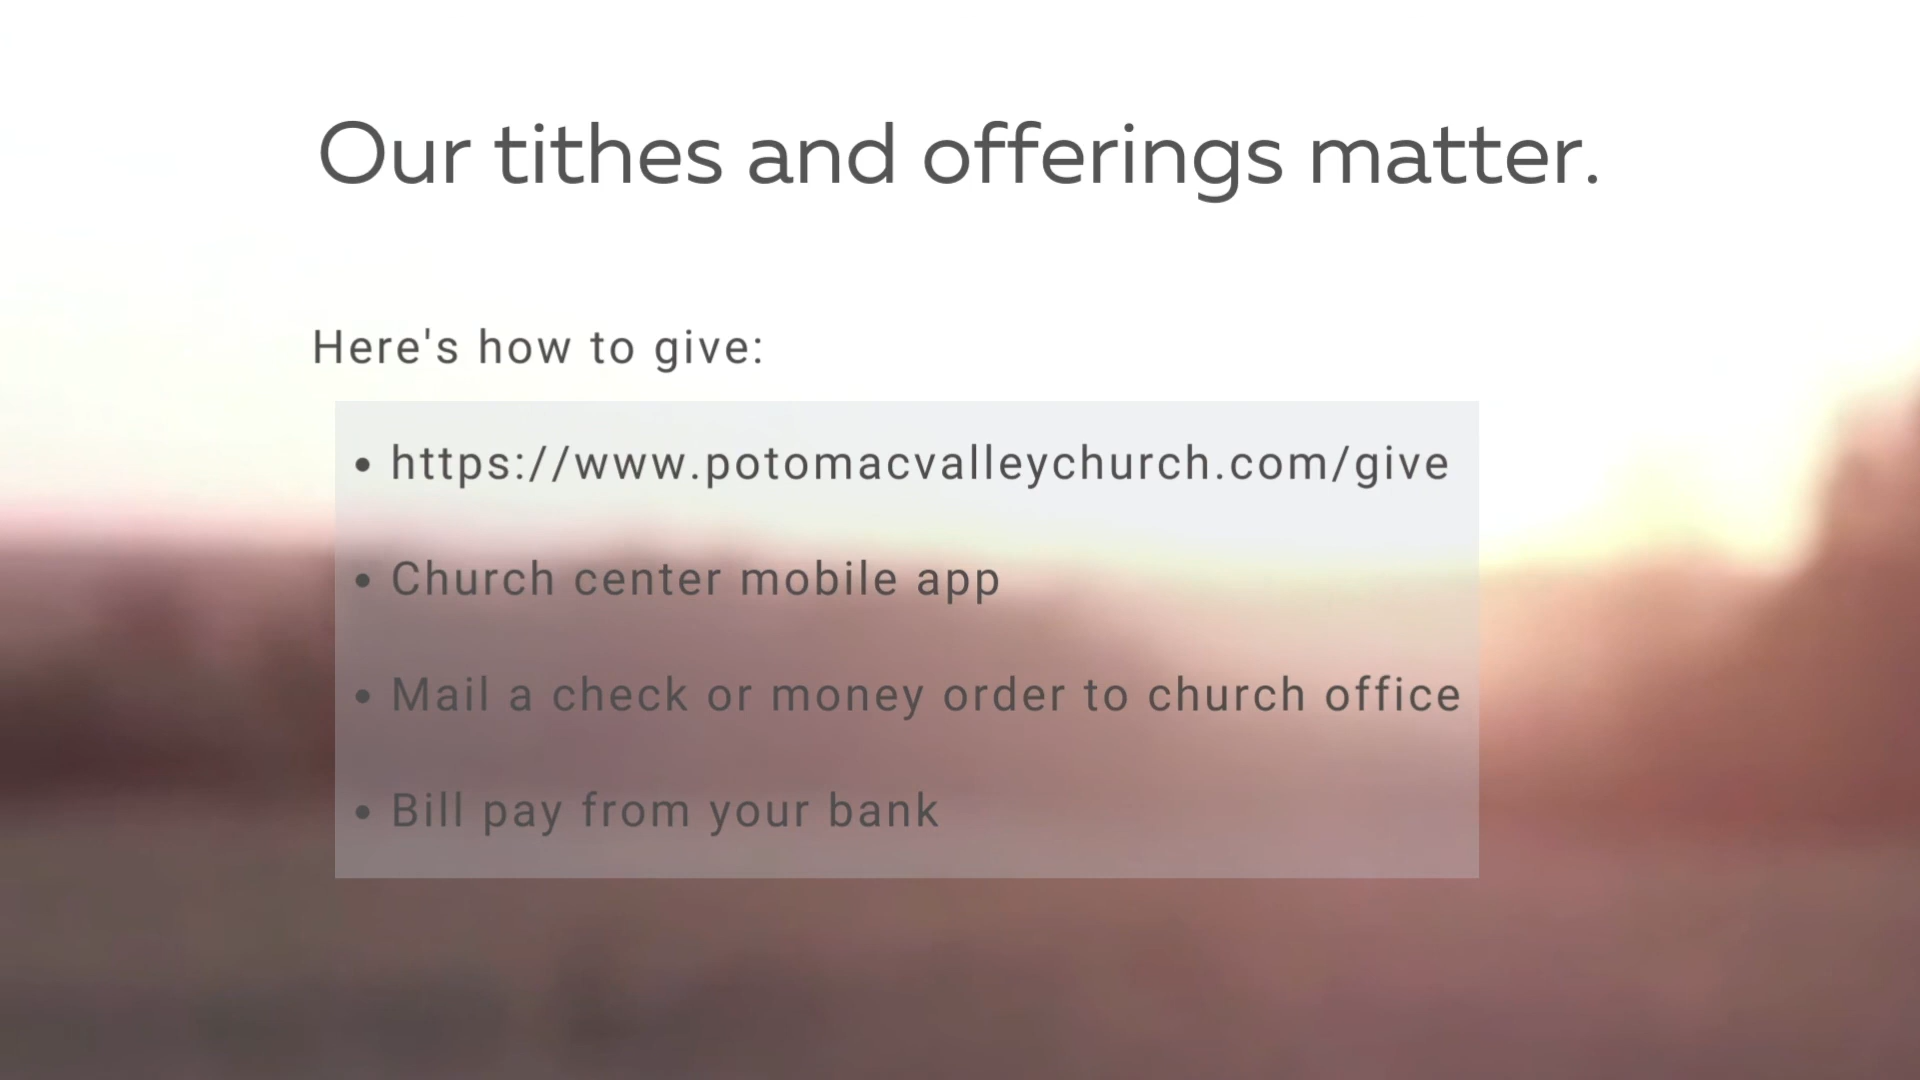 Our tithes and offerings matter.
Here's how to give:
• https://www.potomacvalleychurch.com/give
• Church center mobile app
• Mail a check or money order to church office
• Bill pay from your bank